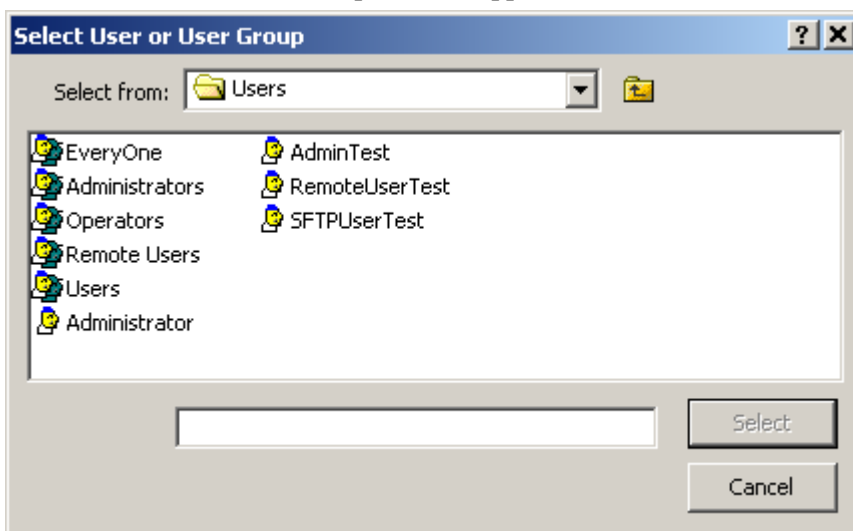 Select User or User Group
Select from: Users
EveryOne
Administrators
Operators
Remote Users
Users
Administrator
AdminTest
RemoteUserTest
SFTPUserTest
Select
Cancel